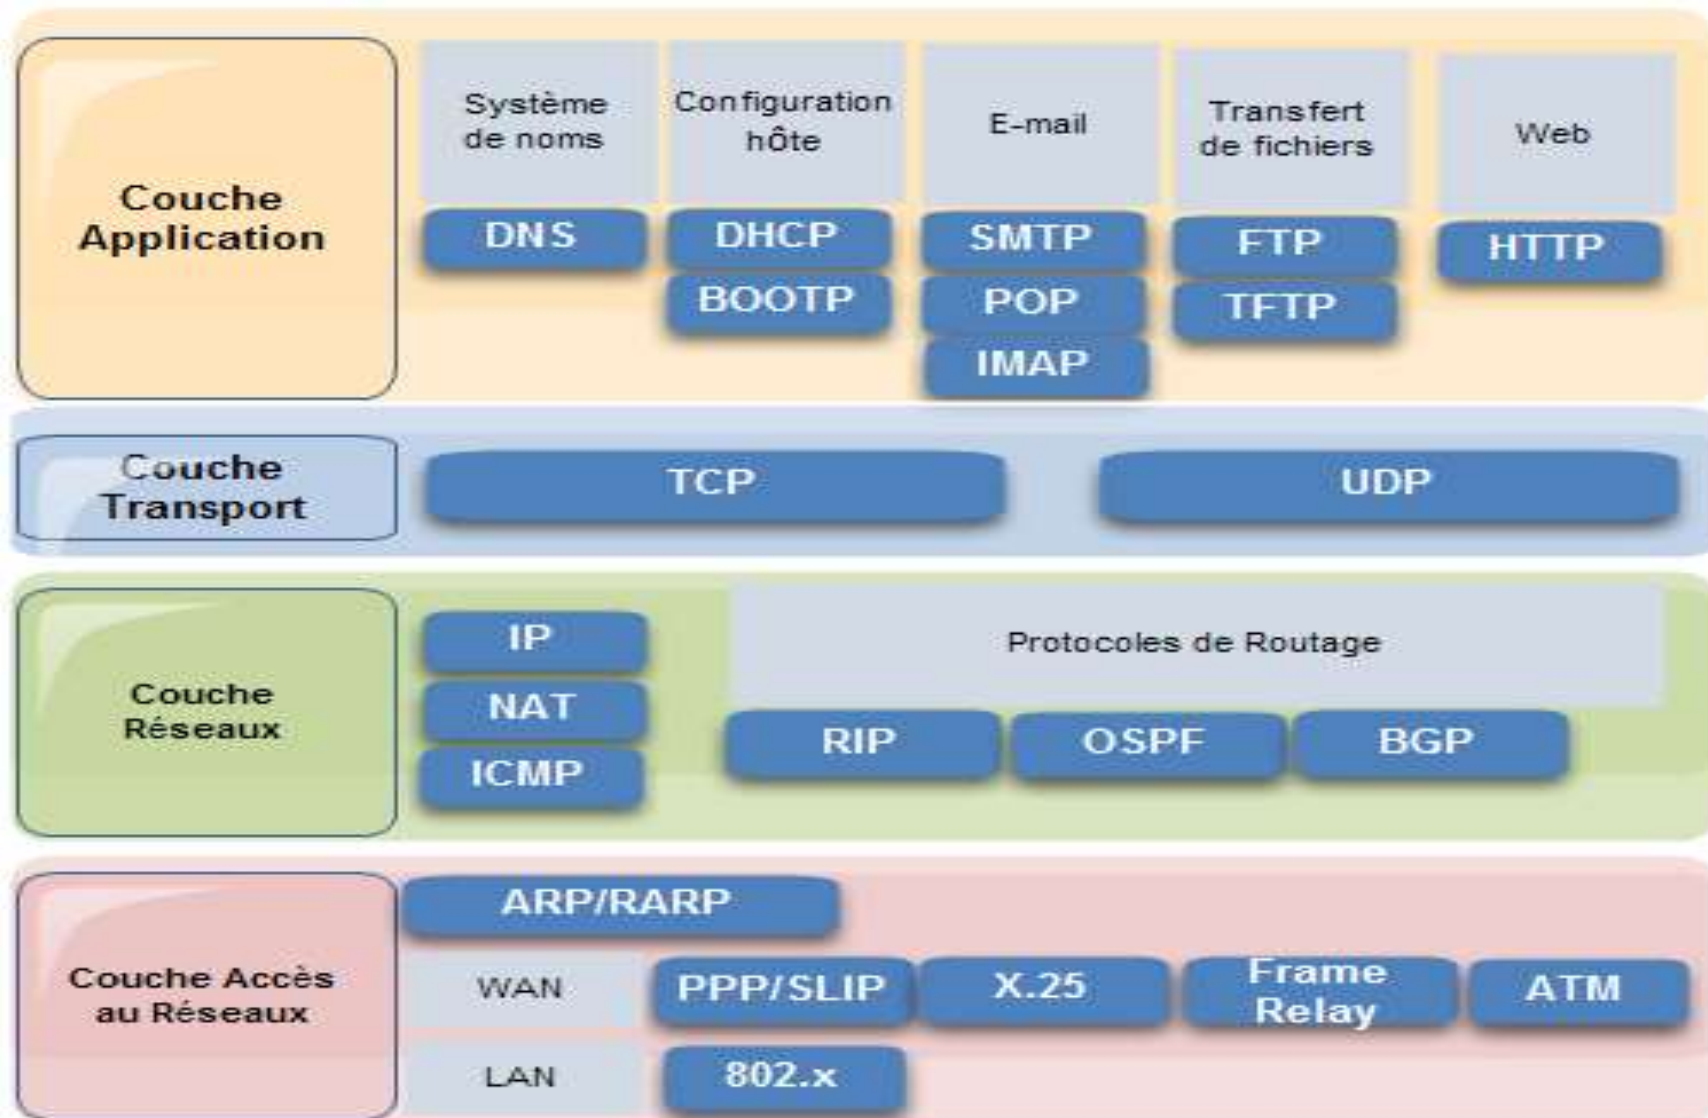 Couche
Application
Système
de noms
Configuration
hôte
E-mail
Transfert
de fichiers
Web
DNS
DHCP
SMTP
FTP
HTTP
BOOTP
POP
TFTP
IMAP
Couche
Transport
TCP
UDP
Couche
Réseaux
IP
NAT
ICMP
Protocoles de Routage
RIP
OSPF
BGP
Couche Accès
au Réseaux
ARP/RARP
WAN
PPP/SLIP
X.25
Frame
Relay
ATM
LAN
802.x